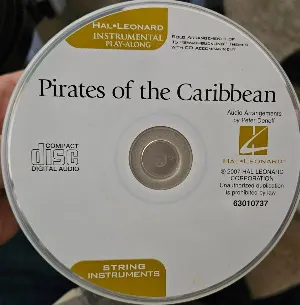 HAL•LEONARD
INSTRUMENTAL
PLAY-ALONG
Pirates of the Caribbean
Audio Arrangements
by Peter Deneff
COMPACT
disc
DIGITAL AUDIO
HAL•LEONARD®
© 2007 HAL LEONARD
CORPORATION
Unauthorized duplication
is prohibited by law
63010737
STRING
INSTRUMENTS